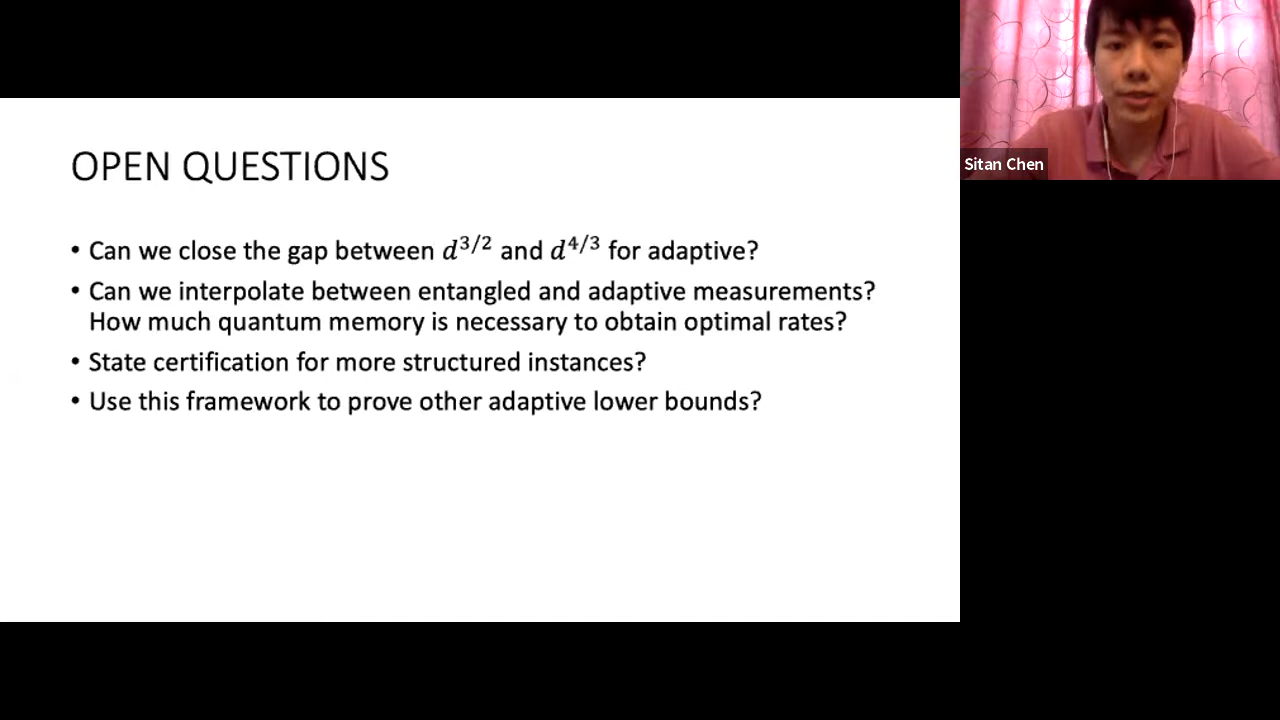 OPEN QUESTIONS
• Can we close the gap between $d^{3/2}$ and $d^{4/3}$ for adaptive?
• Can we interpolate between entangled and adaptive measurements?
How much quantum memory is necessary to obtain optimal rates?
• State certification for more structured instances?
• Use this framework to prove other adaptive lower bounds?
Sitan Chen